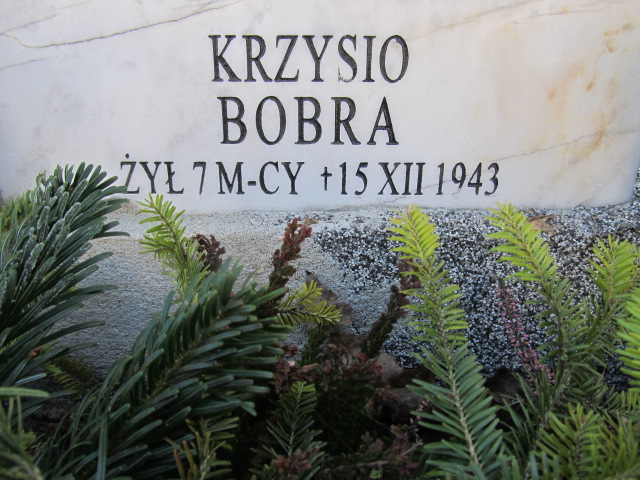 KRZYSIO
BOBRA
ŻYŁ 7 M-CY +15 XII 1943